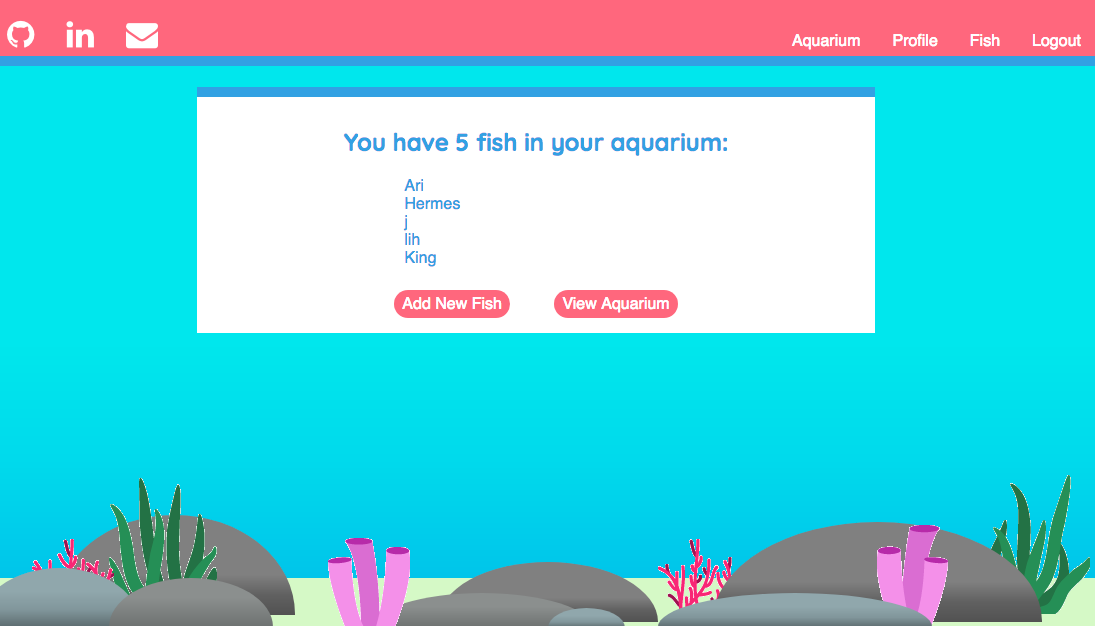 Aquarium Profile Fish Logout
You have 5 fish in your aquarium:
Ari
Hermes
j
lih
King
Add New Fish View Aquarium